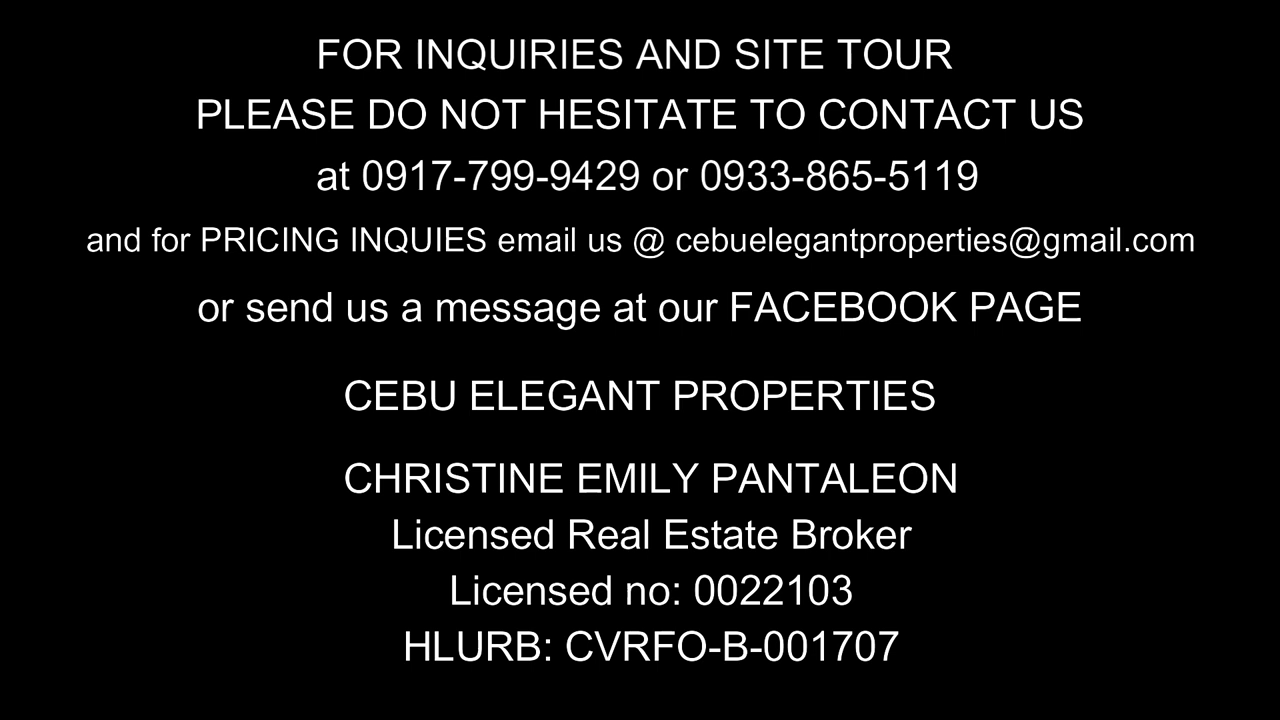 FOR INQUIRIES AND SITE TOUR
PLEASE DO NOT HESITATE TO CONTACT US
at 0917-799-9429 or 0933-865-5119
and for PRICING INQUIES email us @ cebuelegantproperties@gmail.com
or send us a message at our FACEBOOK PAGE
CEBU ELEGANT PROPERTIES
CHRISTINE EMILY PANTALEON
Licensed Real Estate Broker
Licensed no: 0022103
HLURB: CVRFO-B-001707